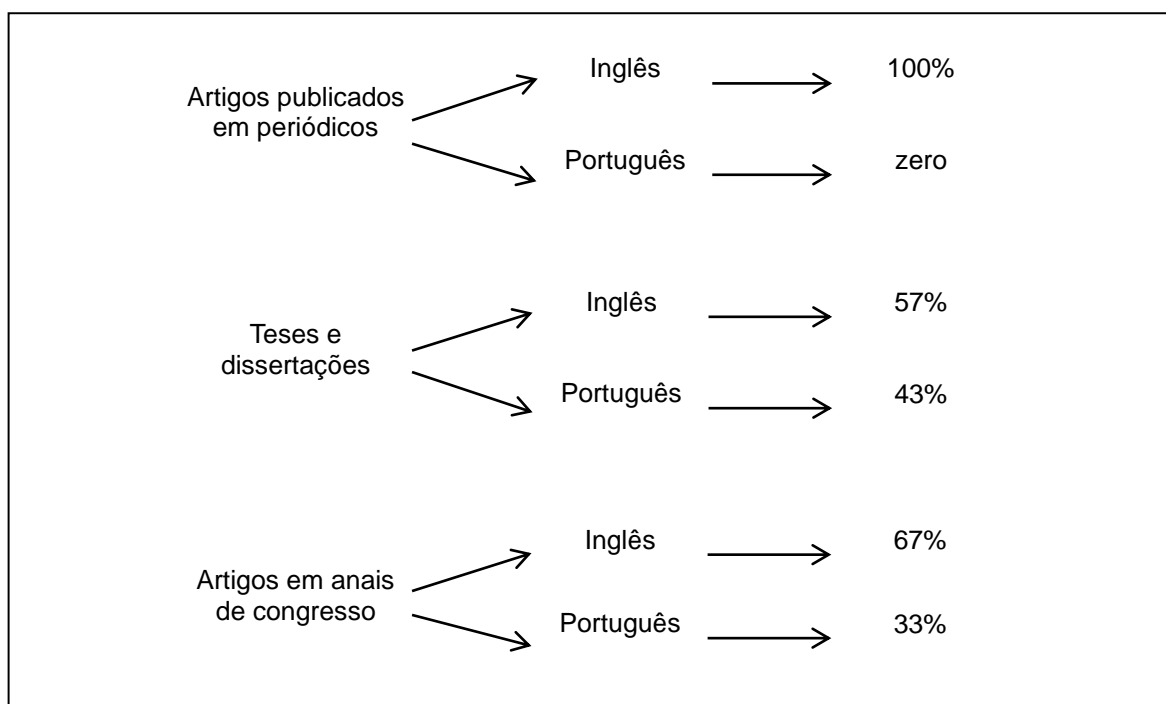 Artigos publicados
em periódicos
Inglês
100%
Português
zero
Teses e
dissertações
Inglês
57%
Português
43%
Artigos em anais
de congresso
Inglês
67%
Português
33%